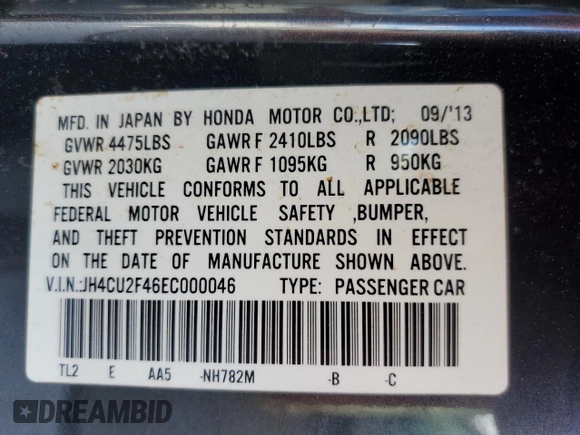 MFD. IN JAPAN BY HONDA MOTOR CO.,LTD; 09/'13
GVWR 4475LBS GAWR F 2410LBS R 2090LBS
GVWR 2030KG GAWR F 1095KG R 950KG
THIS VEHICLE CONFORMS TO ALL APPLICABLE
FEDERAL MOTOR VEHICLE SAFETY ,BUMPER,
AND THEFT PREVENTION STANDARDS IN EFFECT
ON THE DATE OF MANUFACTURE SHOWN ABOVE.
V.I.N.:JH4CU2F46EC000046 TYPE: PASSENGER CAR
TL2 E AA5 -NH782M -B -C
DREAMBID